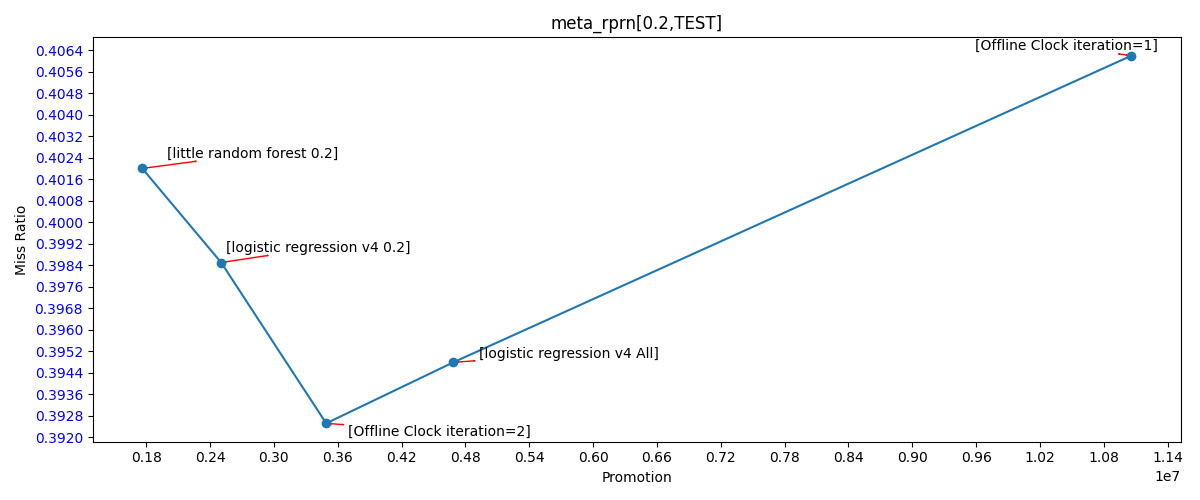 meta_rprn[0.2,TEST]
Miss Ratio
0.4064
0.4056
0.4048
0.4040
0.4032
0.4024
0.4016
0.4008
0.4000
0.3992
0.3984
0.3976
0.3968
0.3960
0.3952
0.3944
0.3936
0.3928
0.3920
[Offline Clock iteration=1]
[little random forest 0.2]
[logistic regression v4 0.2]
[logistic regression v4 All]
[Offline Clock iteration=2]
0.18 0.24 0.30 0.36 0.42 0.48 0.54 0.60 0.66 0.72 0.78 0.84 0.90 0.96 1.02 1.08 1.14
1e7
Promotion